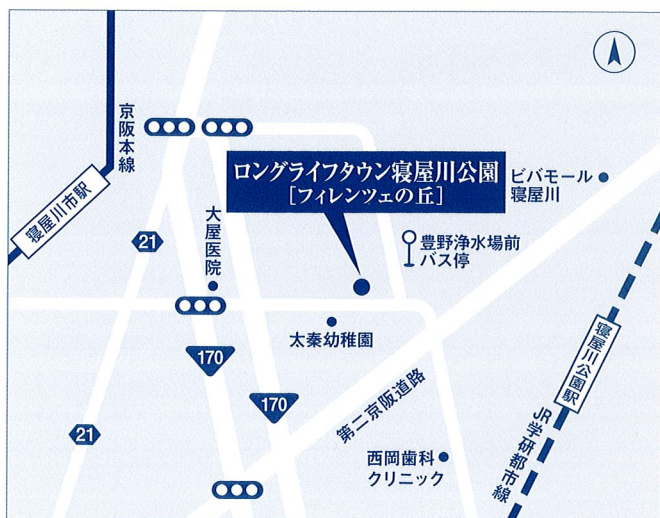 京阪本線
寝屋川市駅
ロングライフタウン寝屋川公園
[フィレンツェの丘]
ビバモール
寝屋川
21
大屋医院
豊野浄水場前
バス停
太秦幼稚園
170
170
第二京阪道路
寝屋川公園駅
21
西岡歯科
クリニック
JR学研都市線